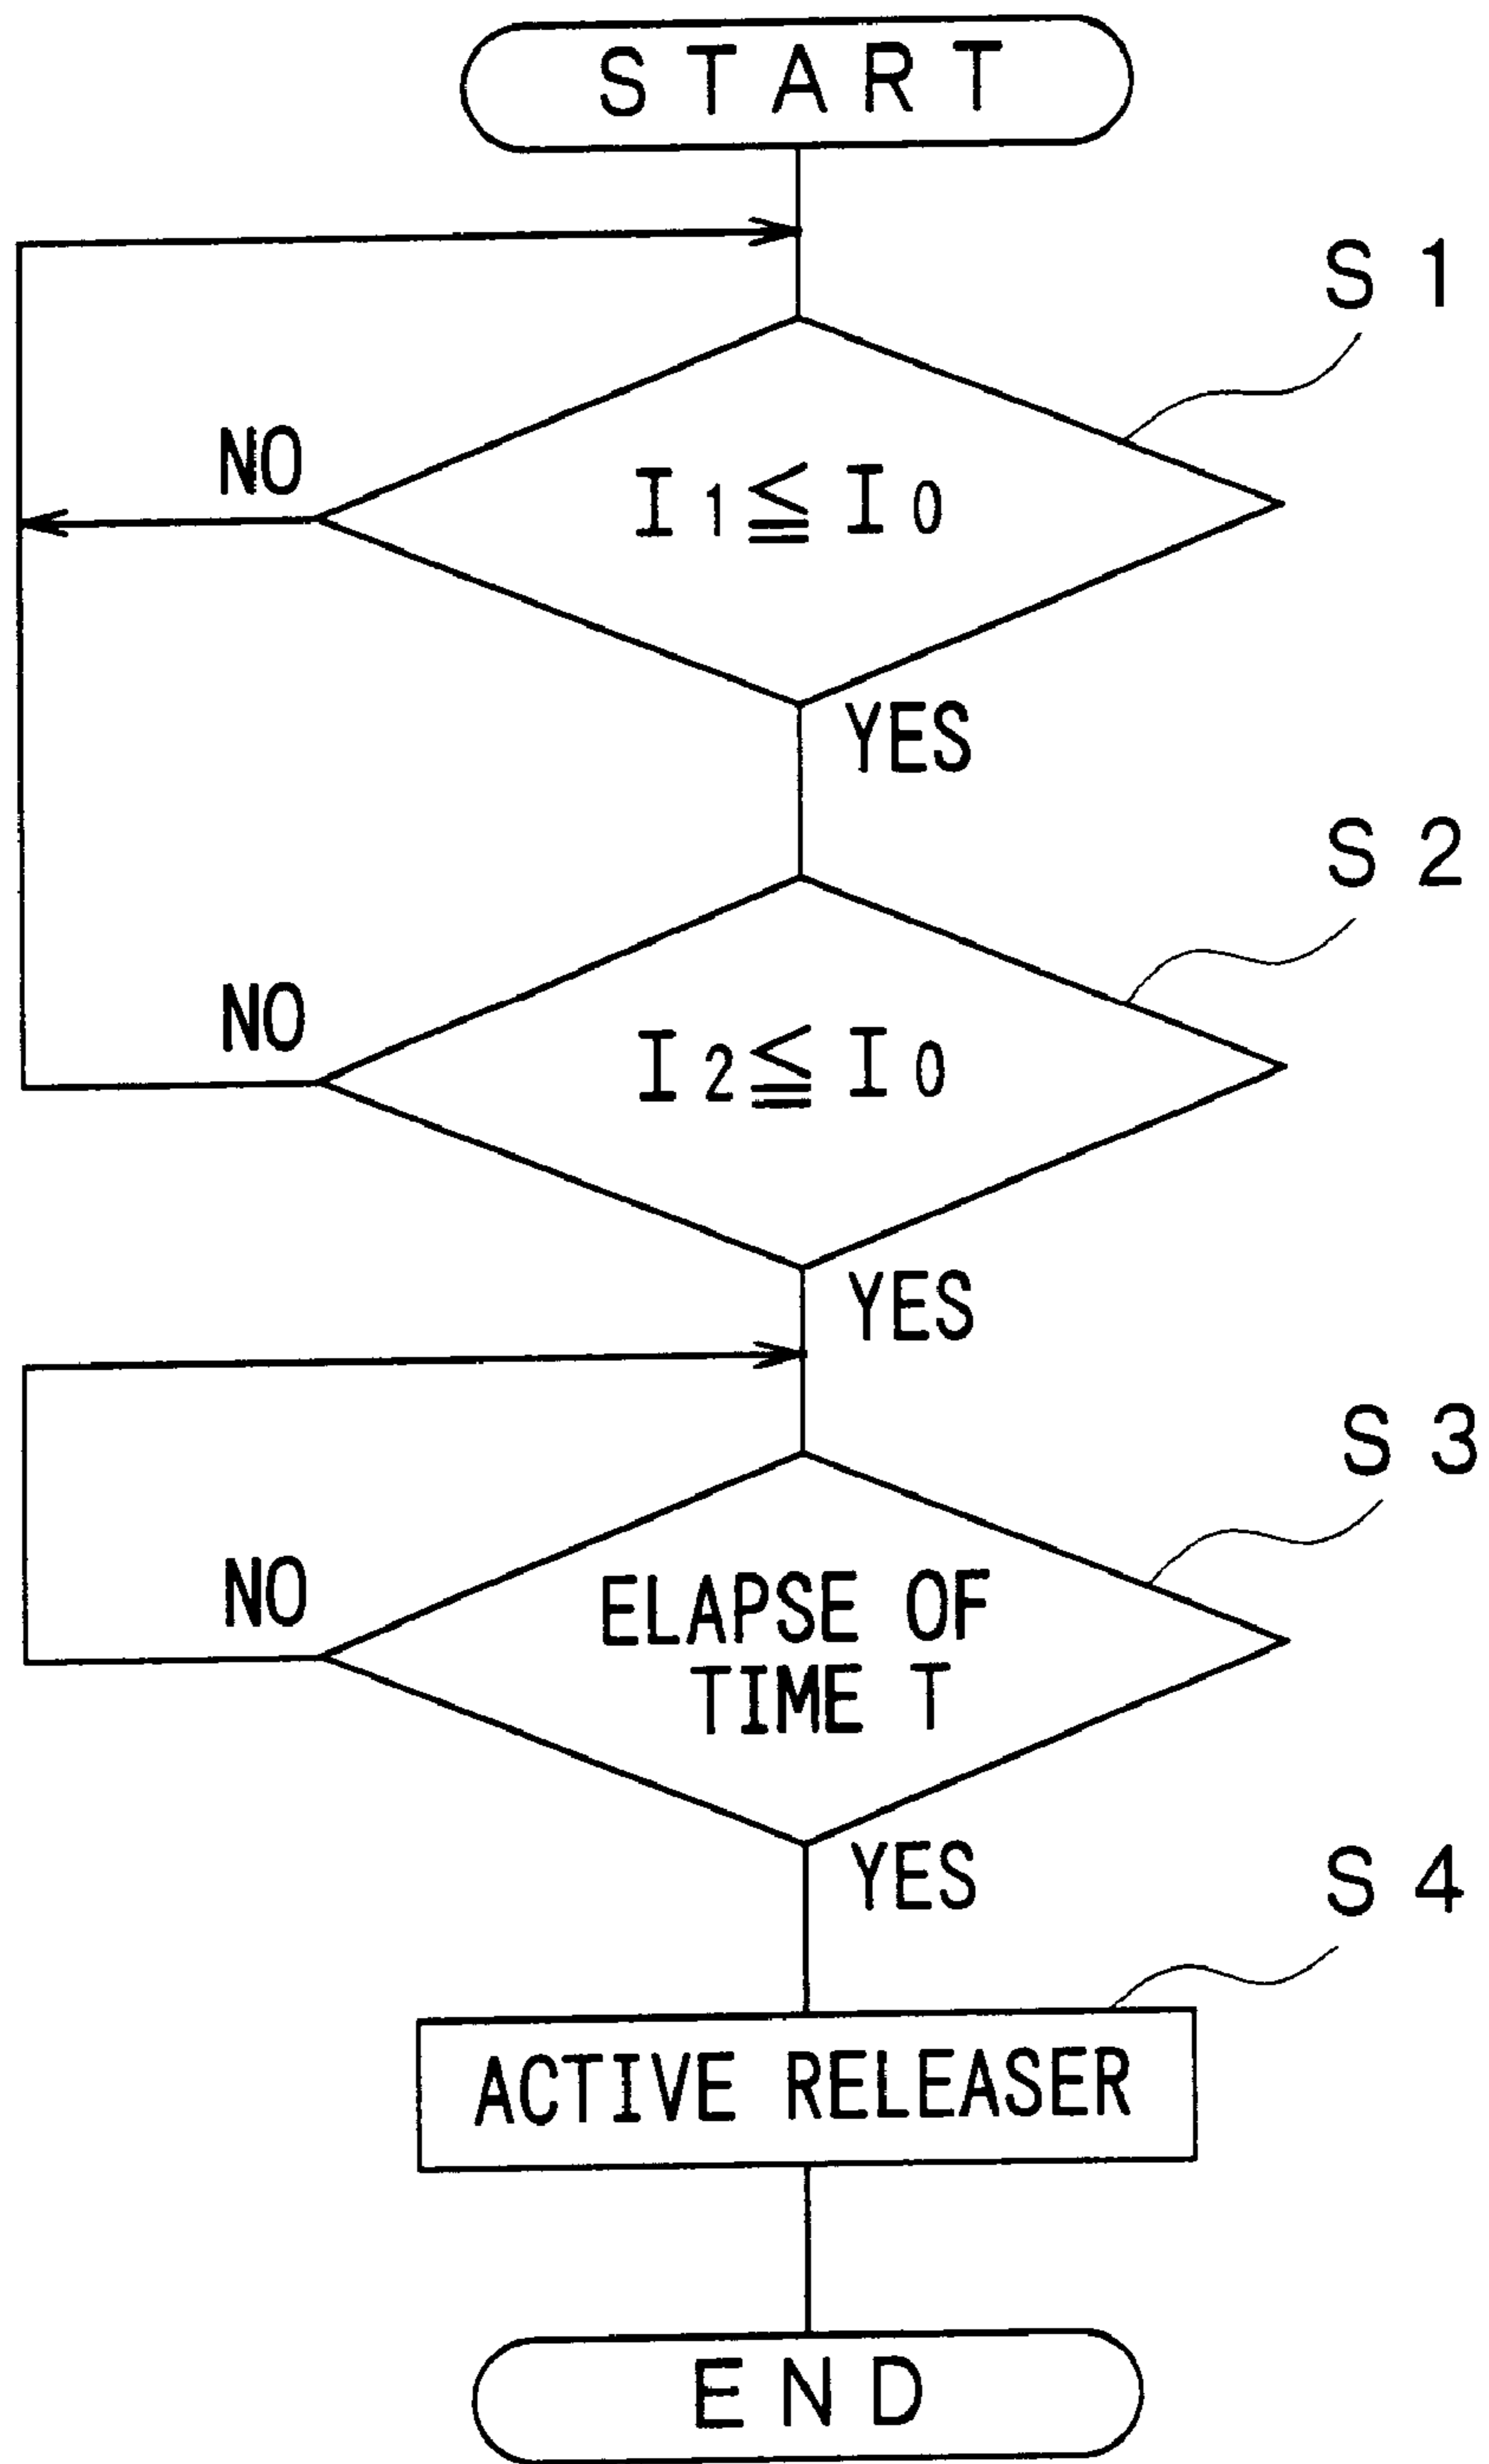 START
S1
NO
I1≦I0
YES
S2
NO
I2≦I0
YES
S3
NO
ELAPSE OF
TIME T
YES
S4
ACTIVE RELEASER
END